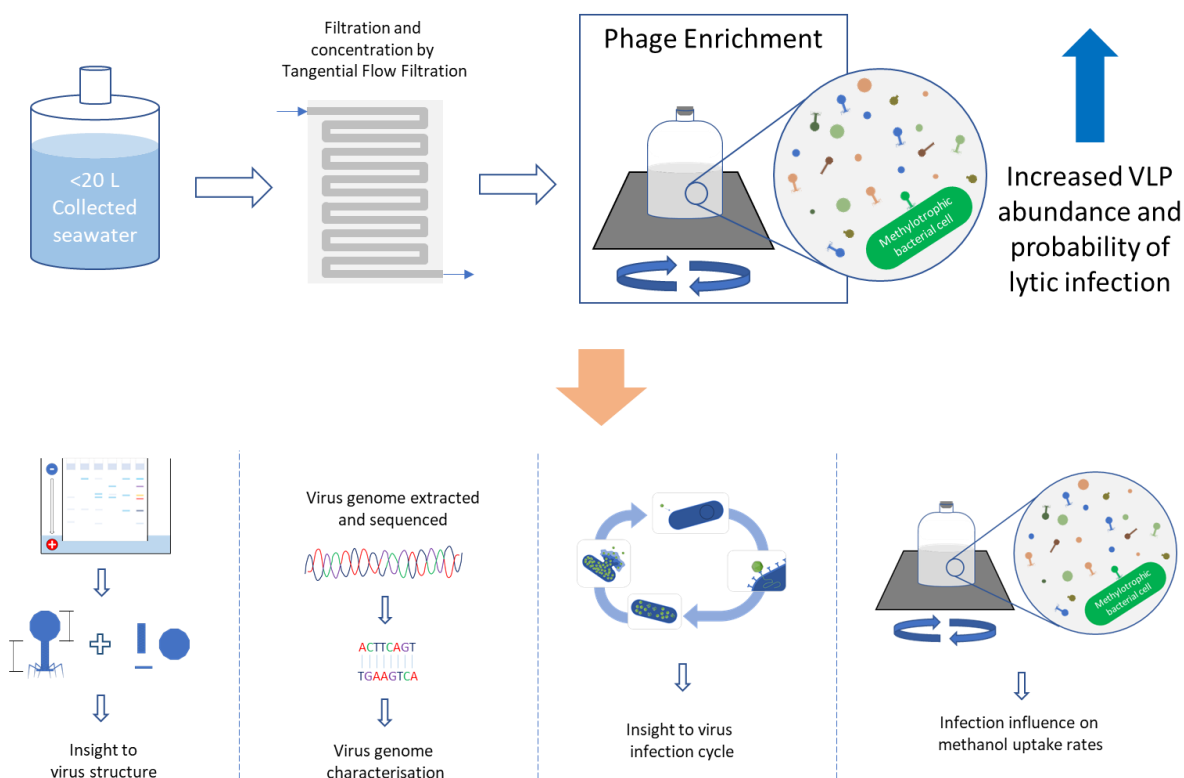 Filtration and
concentration by
Tangential Flow Filtration
<20 L
Collected
seawater
Phage Enrichment
Methylotrophic
bacterial cell
Increased VLP
abundance and
probability of
lytic infection
-
+
Insight to
virus structure
Virus genome extracted
and sequenced
ACTTCAGT
TGAAGTCA
Virus genome
characterisation
Insight to virus
infection cycle
Methylotrophic
bacterial cell
Infection influence on
methanol uptake rates